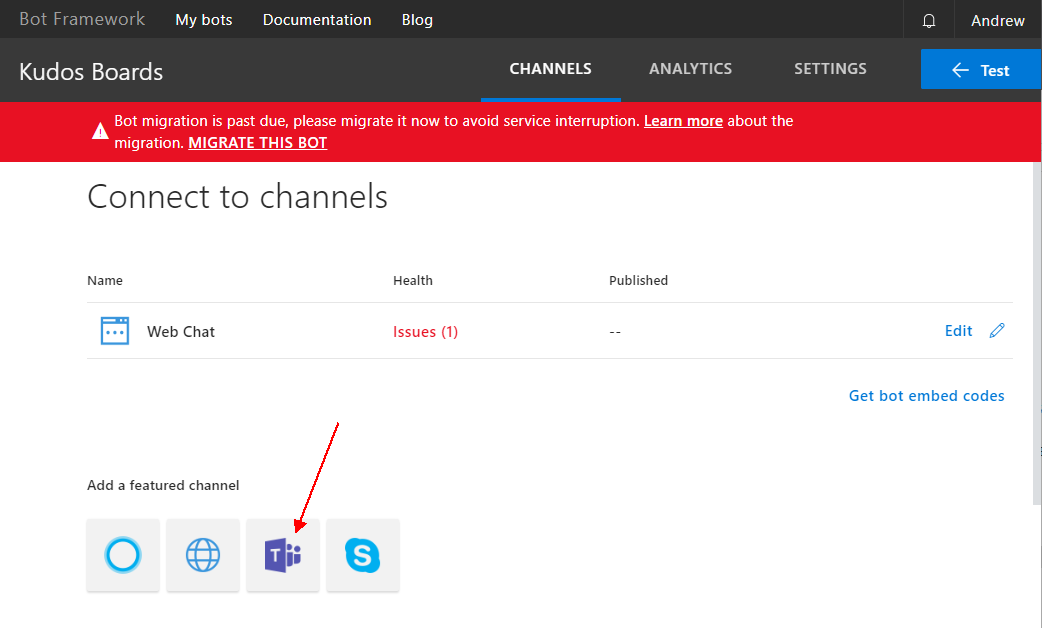 Bot Framework My bots Documentation Blog Andrew
Kudos Boards CHANNELS ANALYTICS SETTINGS Test
Bot migration is past due, please migrate it now to avoid service interruption. Learn more about the
migration. MIGRATE THIS BOT
Connect to channels
Name Health Published
Web Chat Issues (1) -- Edit
Get bot embed codes
Add a featured channel
T S